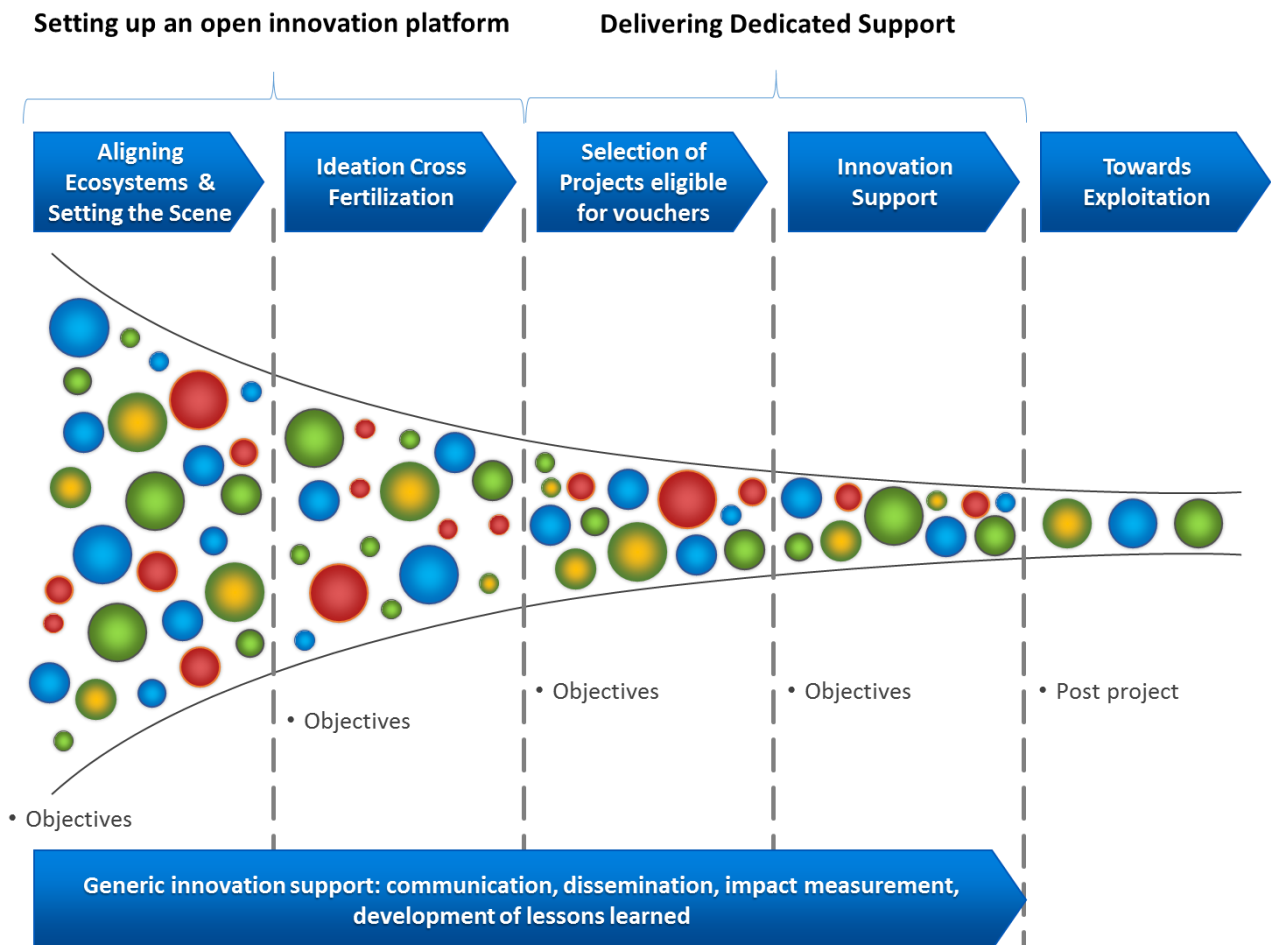 Setting up an open innovation platform
Delivering Dedicated Support
Aligning
Ecosystems &
Setting the Scene
Ideation Cross
Fertilization
Selection of
Projects eligible
for vouchers
Innovation
Support
Towards
Exploitation
• Objectives
• Objectives
• Objectives
• Objectives
• Post project
Generic innovation support: communication, dissemination, impact measurement,
development of lessons learned